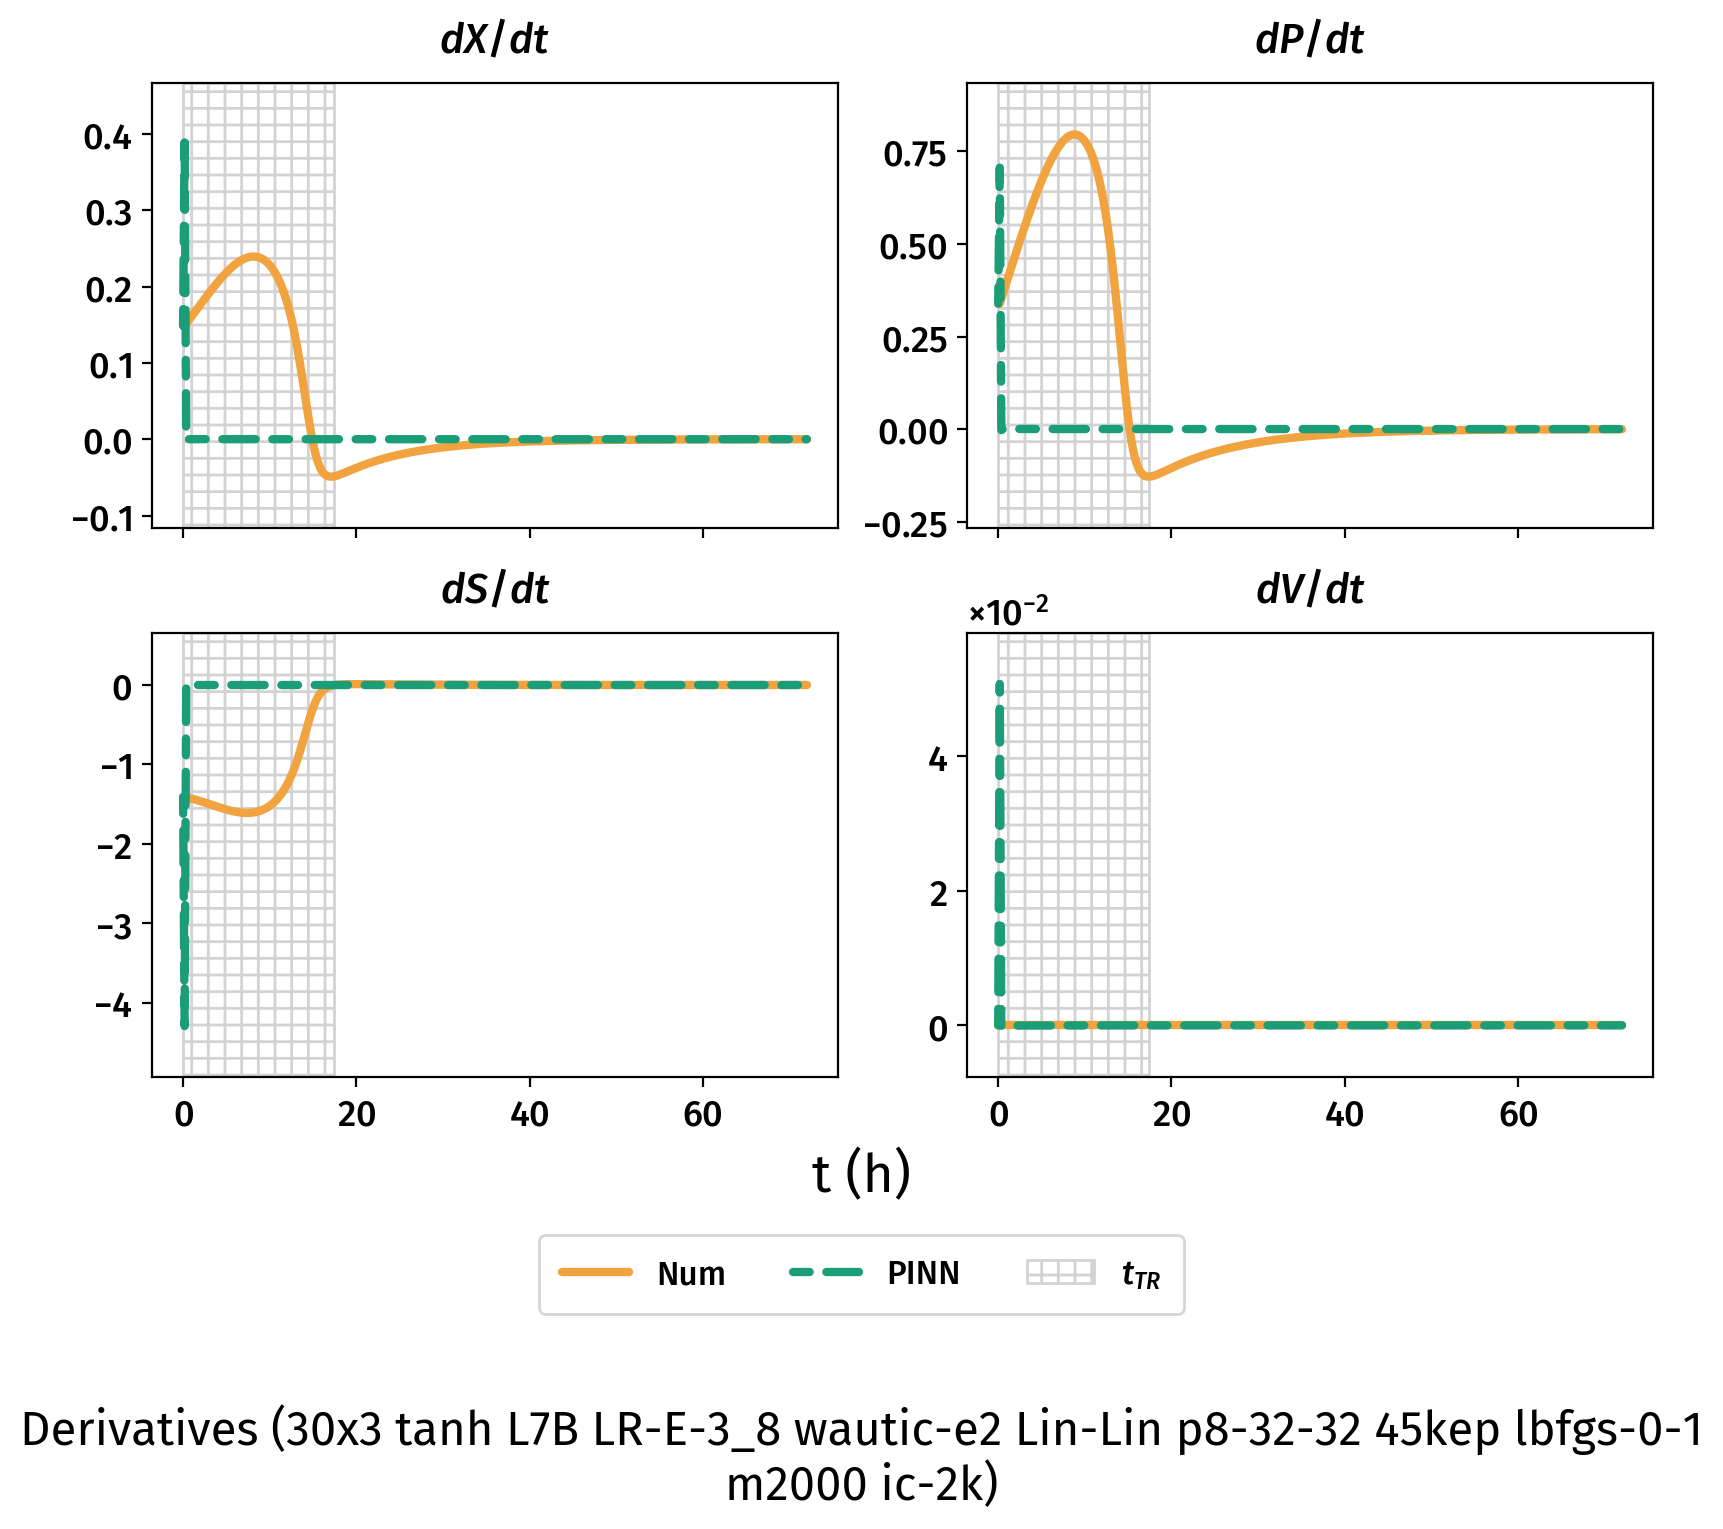 dX/dt
dP/dt
0.4
0.3
0.2
0.1
0.0
−0.1
0.75
0.50
0.25
0.00
−0.25
dS/dt
dV/dt
×10⁻²
0
−1
−2
−3
−4
4
2
0
0 20 40 60
0 20 40 60
t (h)
Num PINN t_TR
Derivatives (30x3 tanh L7B LR-E-3_8 wautic-e2 Lin-Lin p8-32-32 45kep lbfgs-0-1
m2000 ic-2k)